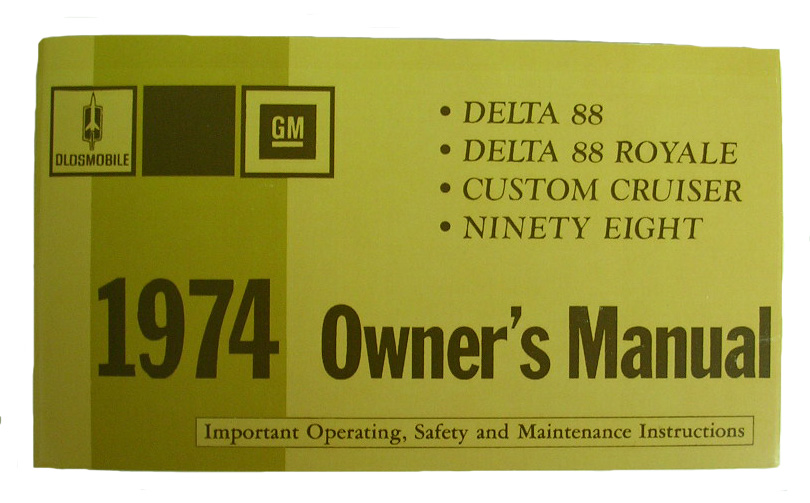 OLDSMOBILE
GM
• DELTA 88
• DELTA 88 ROYALE
• CUSTOM CRUISER
• NINETY EIGHT
1974 Owner's Manual
Important Operating, Safety and Maintenance Instructions